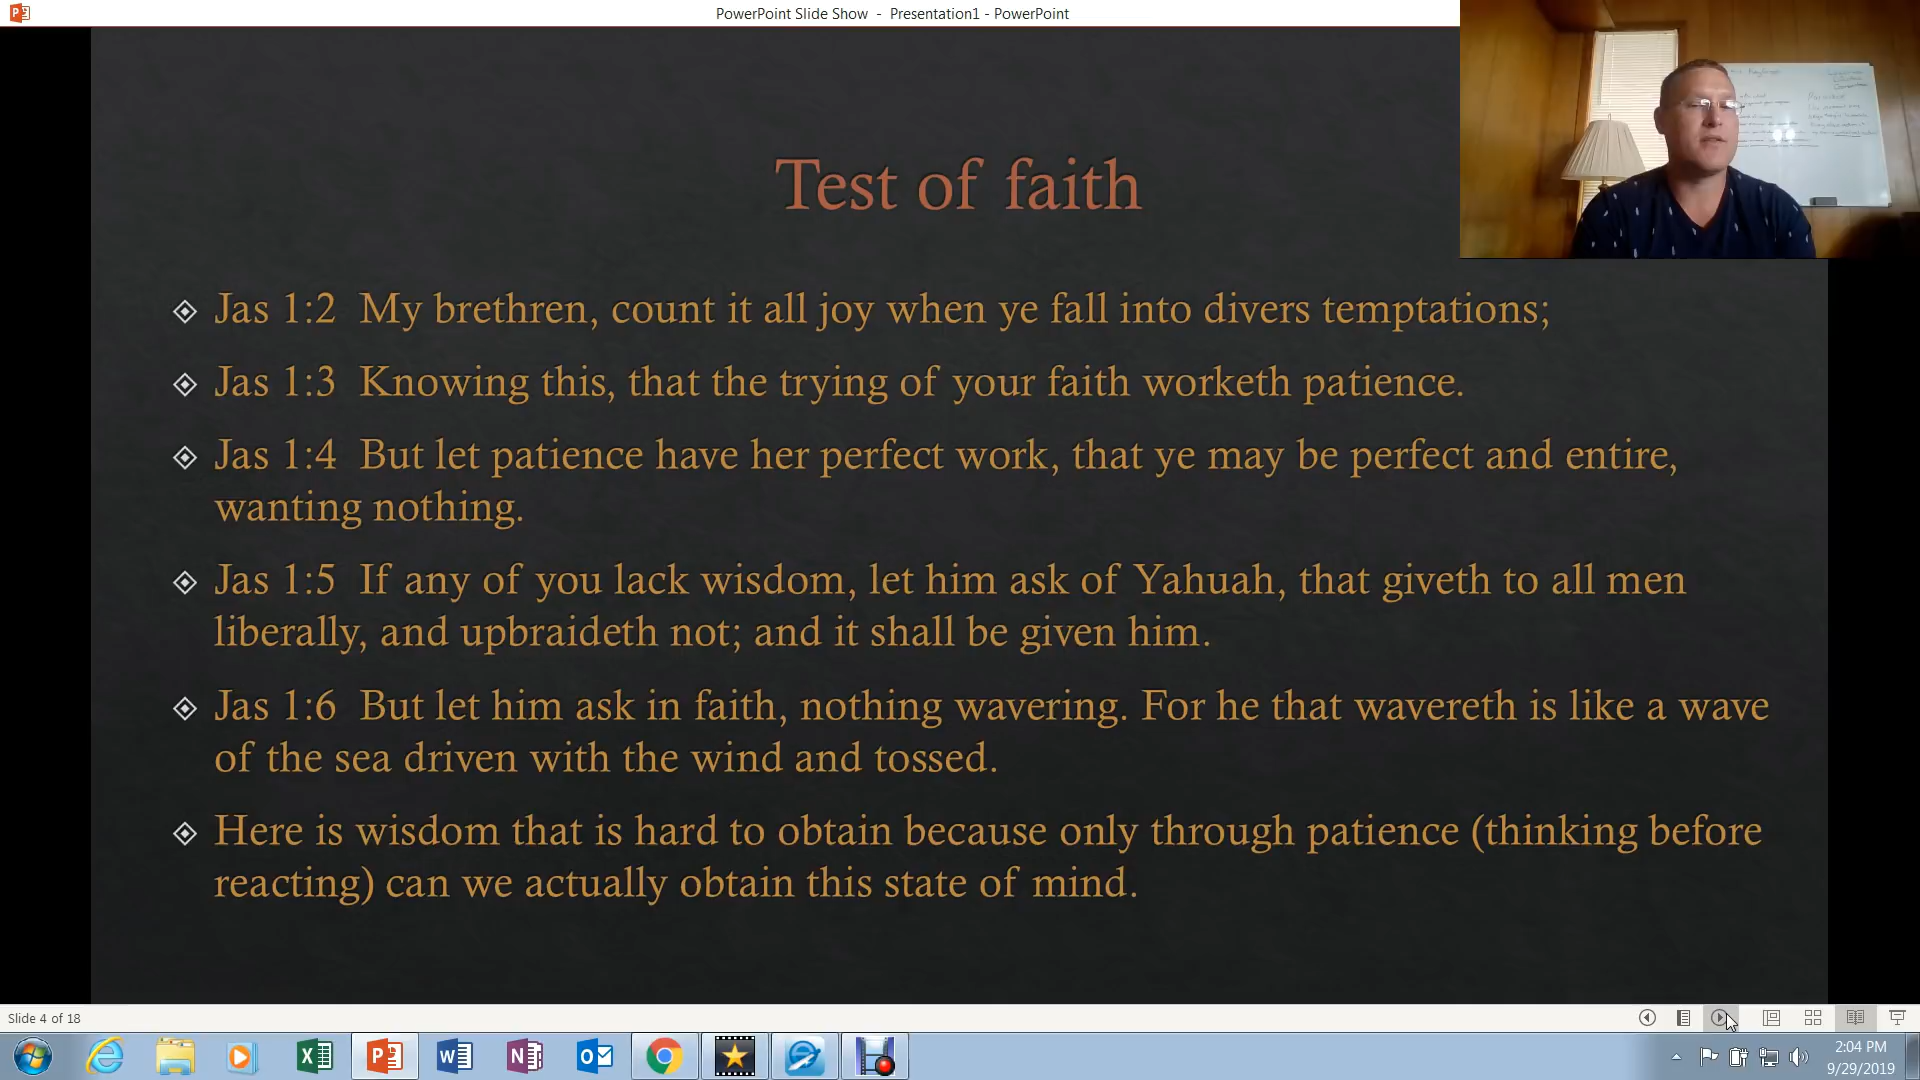 PowerPoint Slide Show - Presentation1 - PowerPoint
Test of faith
Jas 1:2 My brethren, count it all joy when ye fall into divers temptations;
Jas 1:3 Knowing this, that the trying of your faith worketh patience.
Jas 1:4 But let patience have her perfect work, that ye may be perfect and entire,
wanting nothing.
Jas 1:5 If any of you lack wisdom, let him ask of Yahuah, that giveth to all men
liberally, and upbraideth not; and it shall be given him.
Jas 1:6 But let him ask in faith, nothing wavering. For he that wavereth is like a wave
of the sea driven with the wind and tossed.
Here is wisdom that is hard to obtain because only through patience (thinking before
reacting) can we actually obtain this state of mind.
Slide 4 of 18
2:04 PM
9/29/2019